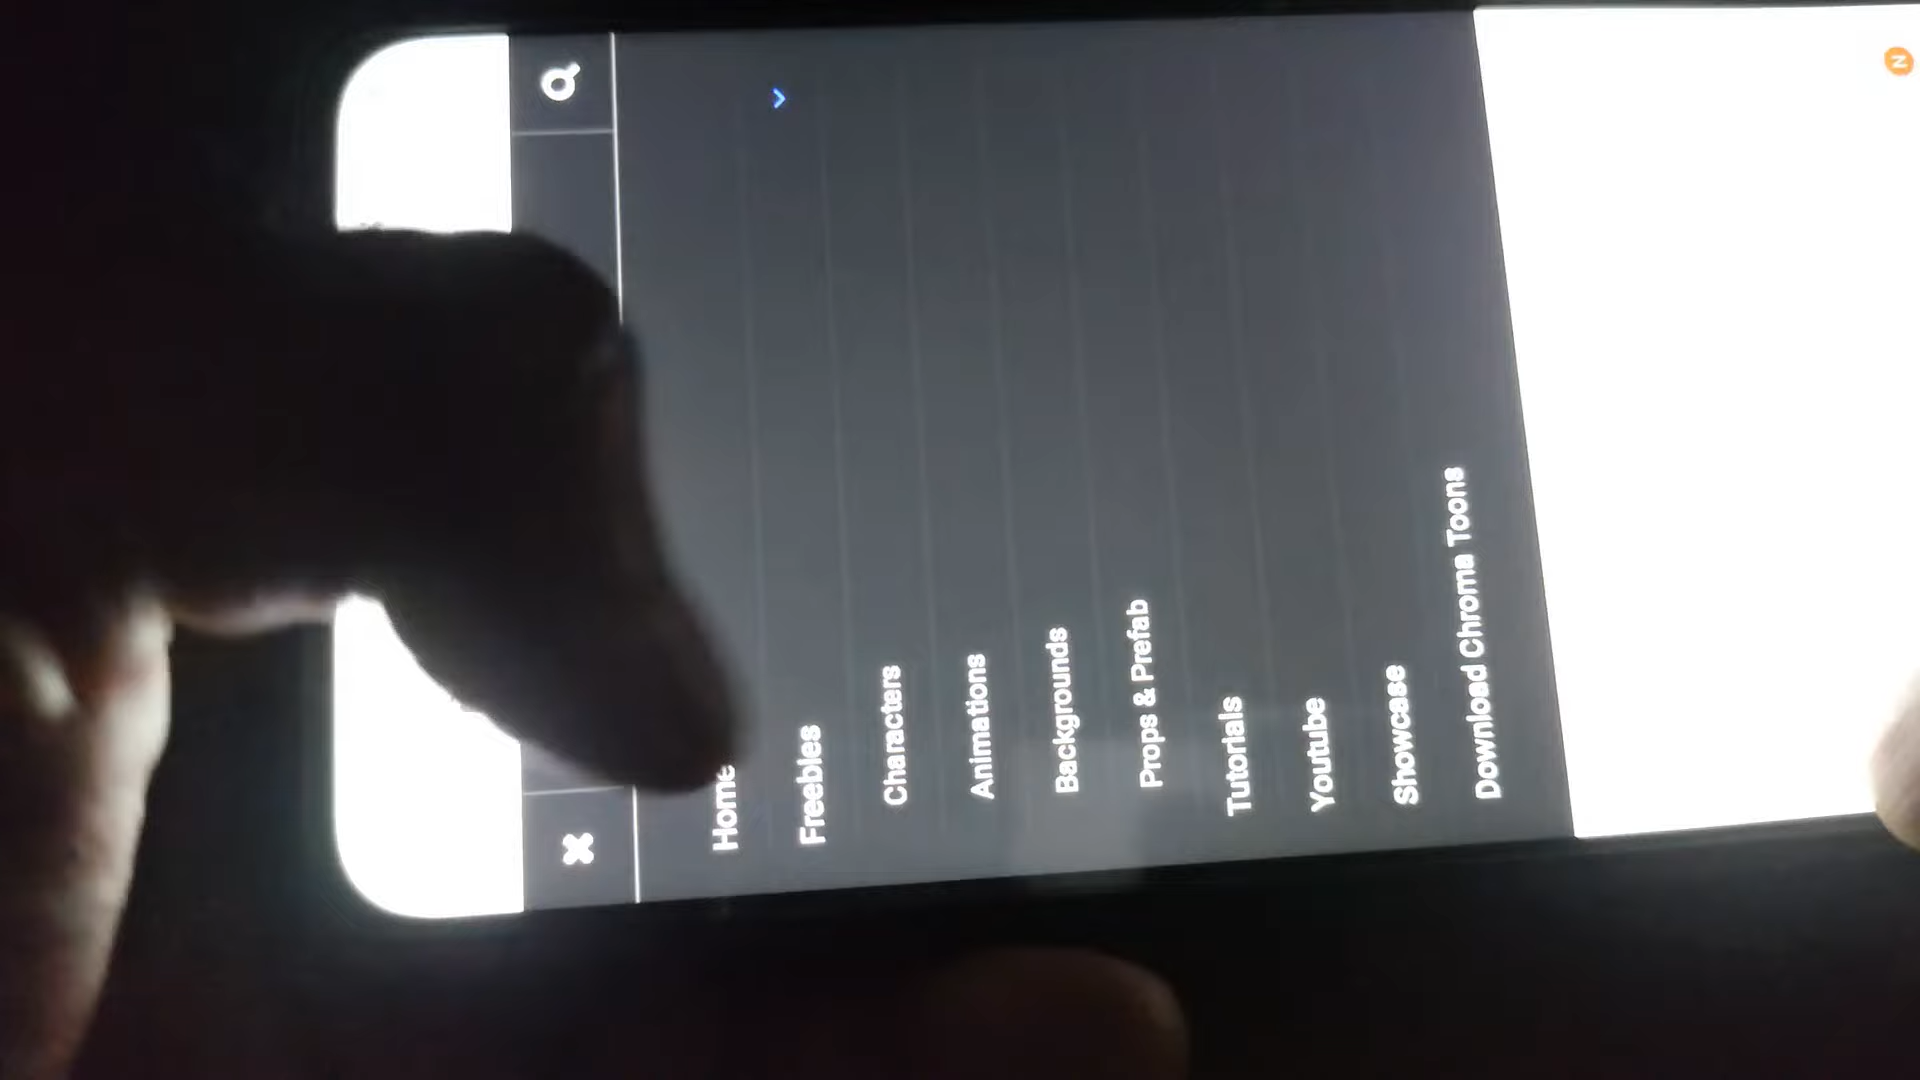 Home
Freebies
Characters
Animations
Backgrounds
Props & Prefab
Tutorials
Youtube
Showcase
Download Chroma Toons
N